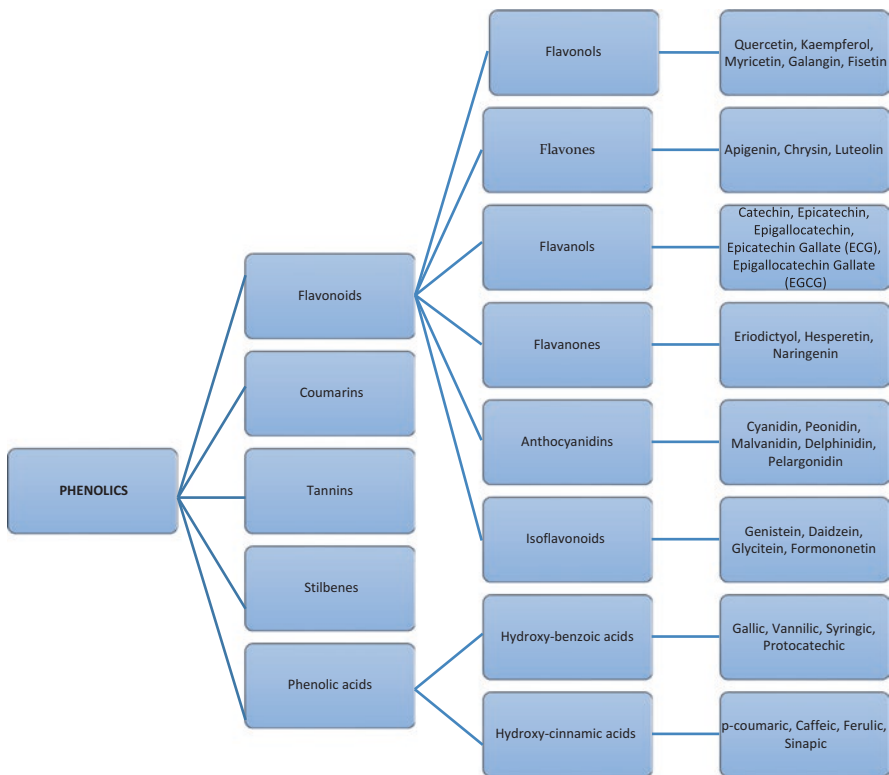 PHENOLICS
Flavonoids
Coumarins
Tannins
Stilbenes
Phenolic acids
Flavonols
Flavones
Flavanols
Flavanones
Anthocyanidins
Isoflavonoids
Hydroxy-benzoic acids
Hydroxy-cinnamic acids
Quercetin, Kaempferol,
Myricetin, Galangin, Fisetin
Apigenin, Chrysin, Luteolin
Catechin, Epicatechin,
Epigallocatechin,
Epicatechin Gallate (ECG),
Epigallocatechin Gallate
(EGCG)
Eriodictyol, Hesperetin,
Naringenin
Cyanidin, Peonidin,
Malvanidin, Delphinidin,
Pelargonidin
Genistein, Daidzein,
Glycitein, Formononetin
Gallic, Vannilic, Syringic,
Protocatechic
p-coumaric, Caffeic, Ferulic,
Sinapic